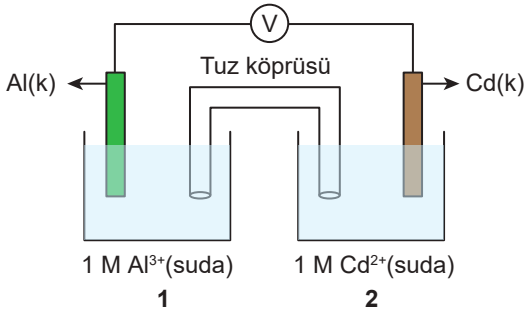 V
Tuz köprüsü
Al(k)
Cd(k)
1 M Al³⁺(suda)
1 M Cd²⁺(suda)
1
2